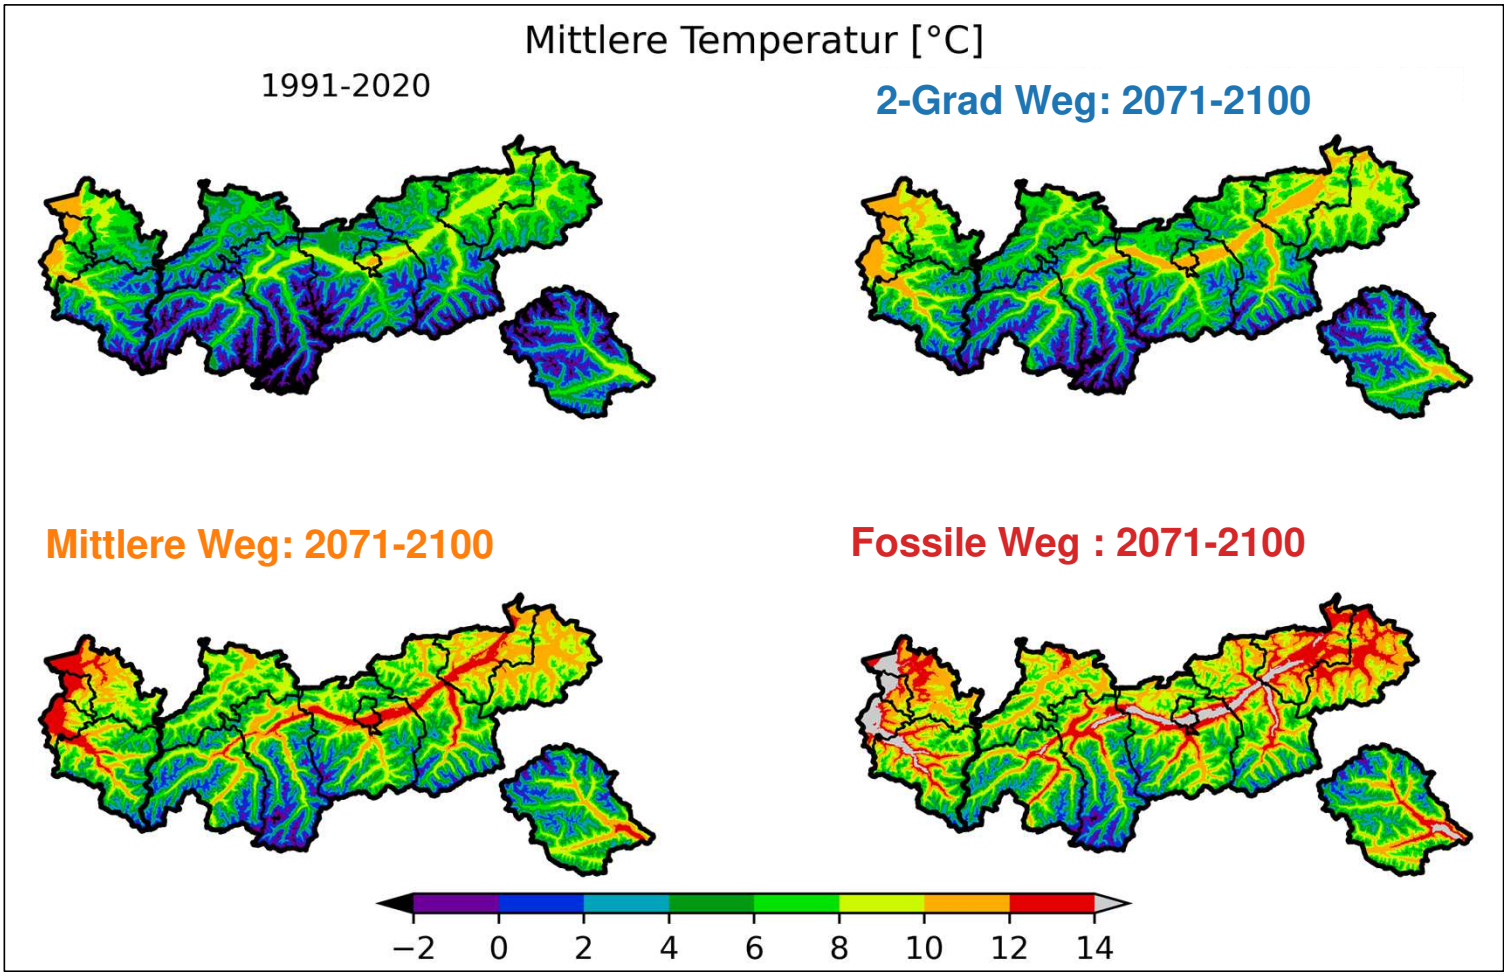 Mittlere Temperatur [°C]
1991-2020
2-Grad Weg: 2071-2100
Mittlere Weg: 2071-2100
Fossile Weg : 2071-2100
−2 0 2 4 6 8 10 12 14